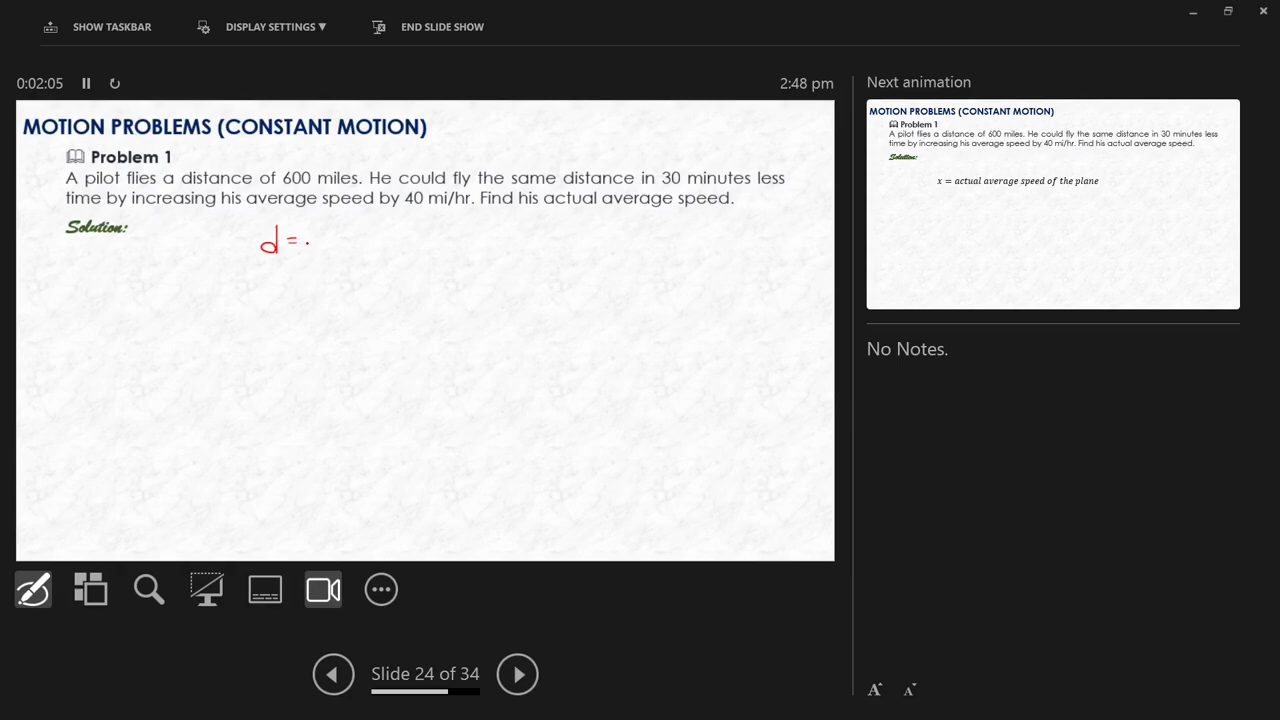 SHOW TASKBAR DISPLAY SETTINGS ▼ END SLIDE SHOW
0:02:05 2:48 pm
MOTION PROBLEMS (CONSTANT MOTION)
Problem 1
A pilot flies a distance of 600 miles. He could fly the same distance in 30 minutes less
time by increasing his average speed by 40 mi/hr. Find his actual average speed.
Solution:
d = .
Slide 24 of 34
Next animation
MOTION PROBLEMS (CONSTANT MOTION)
Problem 1
A pilot flies a distance of 600 miles. He could fly the same distance in 30 minutes less
time by increasing his average speed by 40 mi/hr. Find his actual average speed.
Solution:
x = actual average speed of the plane
No Notes.
A A